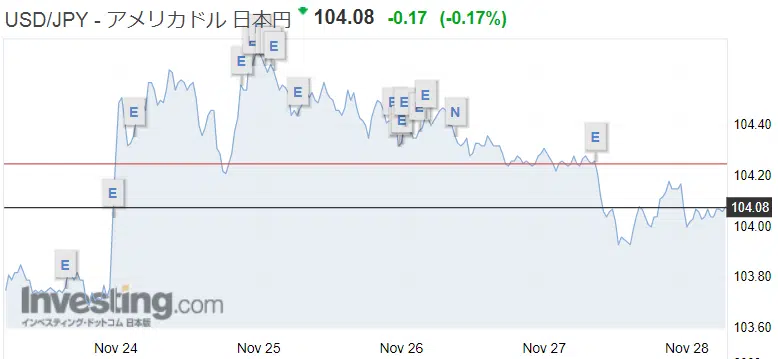 USD/JPY - アメリカドル 日本円 104.08 -0.17 (-0.17%)
E
E
E
E
E
E
E
E
E
E
E
E
N
E
104.40
104.20
104.08
104.00
103.80
103.60
Investing.com
インベスティング・ドットコム 日本版
Nov 24
Nov 25
Nov 26
Nov 27
Nov 28